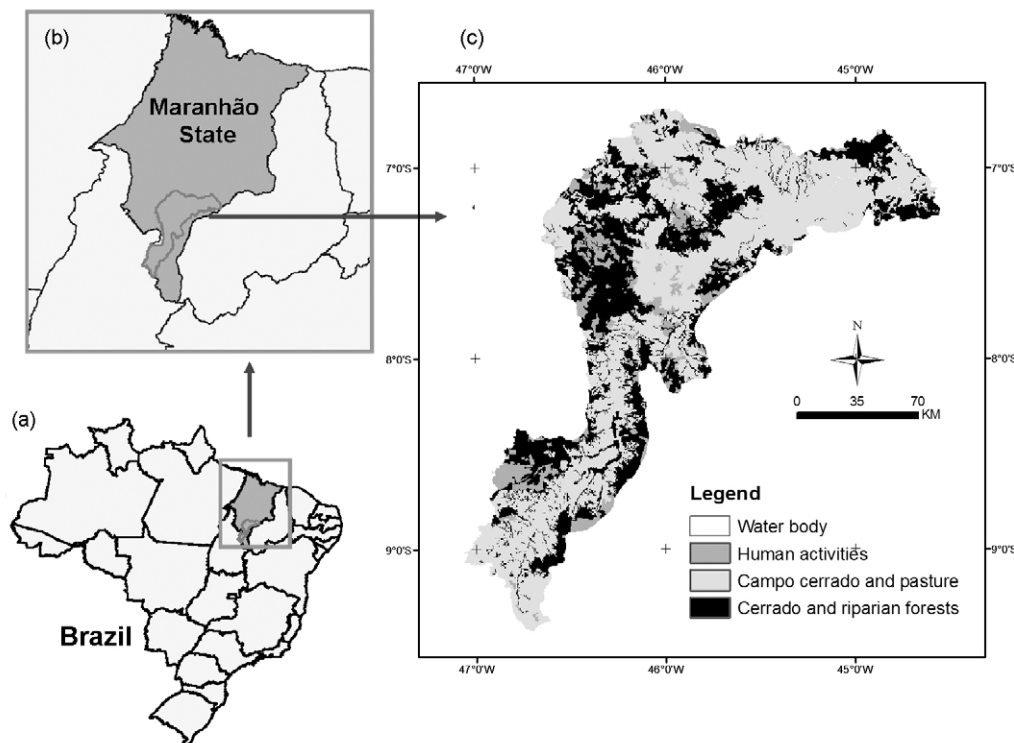 (b)
Maranhão
State
(a)
Brazil
(c)
47°0'W
46°0'W
45°0'W
7°0'S
7°0'S
8°0'S
8°0'S
9°0'S
9°0'S
N
0
35
70
KM
Legend
Water body
Human activities
Campo cerrado and pasture
Cerrado and riparian forests
47°0'W
46°0'W
45°0'W